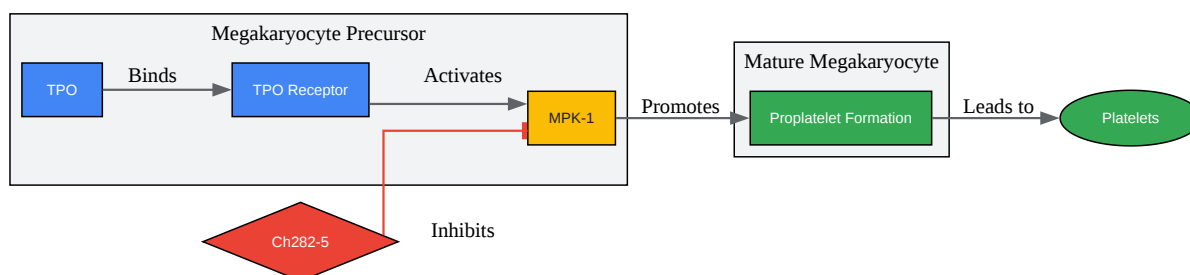 Megakaryocyte Precursor
TPO
Binds
TPO Receptor
Activates
MPK-1
Promotes
Mature Megakaryocyte
Proplatelet Formation
Leads to
Platelets
Ch282-5
Inhibits